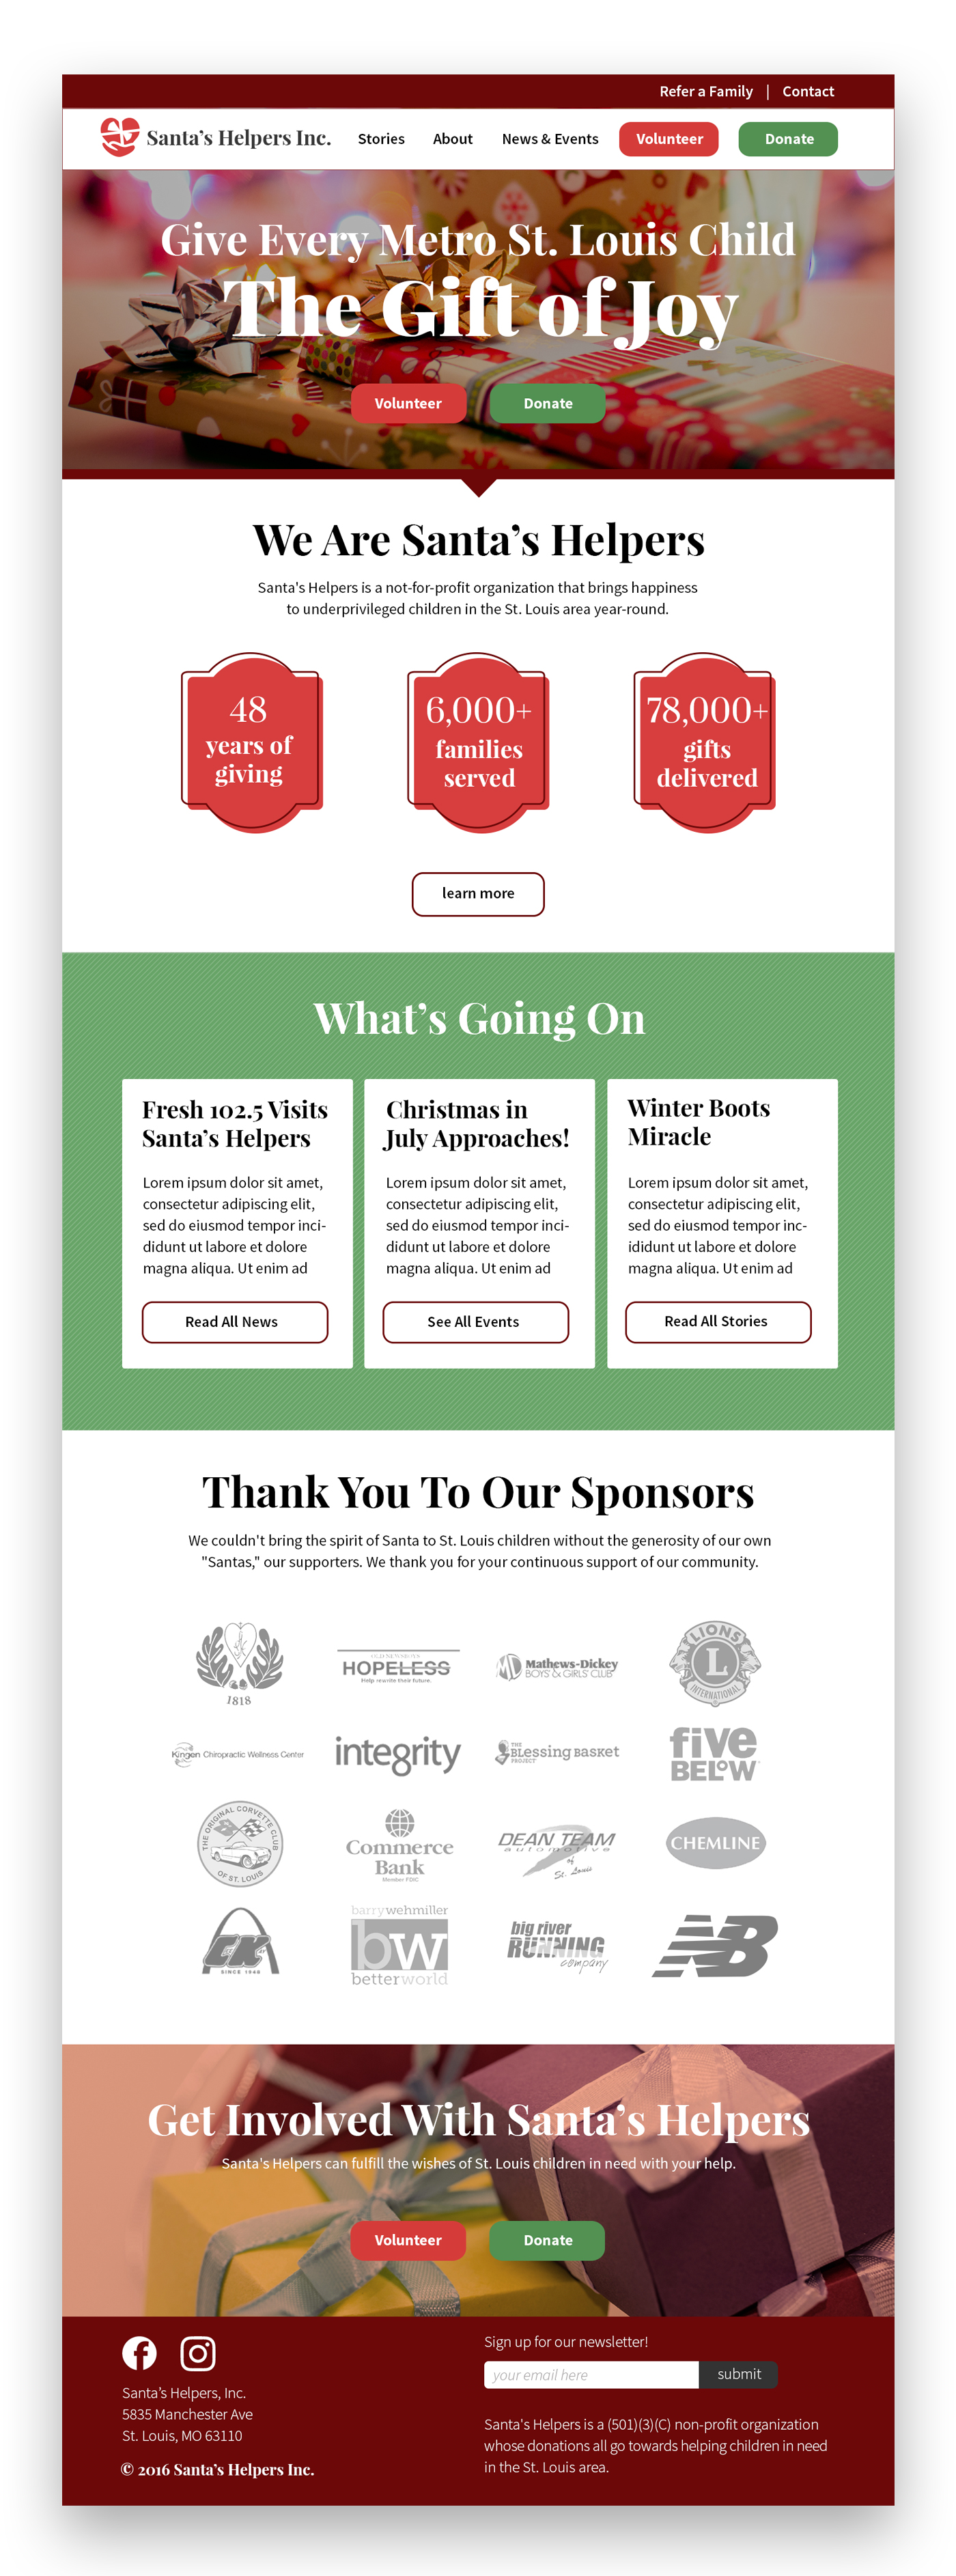 Refer a Family | Contact
Santa's Helpers Inc. Stories About News & Events Volunteer Donate
Give Every Metro St. Louis Child
The Gift of Joy
Volunteer Donate
We Are Santa's Helpers
Santa's Helpers is a not-for-profit organization that brings happiness
to underprivileged children in the St. Louis area year-round.
48
years of
giving
6,000+
families
served
78,000+
gifts
delivered
learn more
What's Going On
Fresh 102.5 Visits
Santa's Helpers
Lorem ipsum dolor sit amet,
consectetur adipiscing elit,
sed do eiusmod tempor inci-
didunt ut labore et dolore
magna aliqua. Ut enim ad
Read All News
Christmas in
July Approaches!
Lorem ipsum dolor sit amet,
consectetur adipiscing elit,
sed do eiusmod tempor inci-
didunt ut labore et dolore
magna aliqua. Ut enim ad
See All Events
Winter Boots
Miracle
Lorem ipsum dolor sit amet,
consectetur adipiscing elit,
sed do eiusmod tempor inc-
ididunt ut labore et dolore
magna aliqua. Ut enim ad
Read All Stories
Thank You To Our Sponsors
We couldn't bring the spirit of Santa to St. Louis children without the generosity of our own
"Santas," our supporters. We thank you for your continuous support of our community.
1818
HOPELESS
Help rewrite their future.
Mathews-Dickey
BOYS' & GIRLS' CLUB
LIONS
L
INTERNATIONAL
Kingen Chiropractic Wellness Center
integrity
THE
BLessing BASKET
PROJECT
five
BELOW
THE ORIGINAL CORVETTE CLUB
OF ST. LOUIS
Commerce
Bank
Member FDIC
DEAN TEAM
automotive
of
St. Louis
CHEMLINE
CK
SINCE 1948
barrywehmiller
bw
betterworld
big river
RUNNING
company
NB
Get Involved With Santa's Helpers
Santa's Helpers can fulfill the wishes of St. Louis children in need with your help.
Volunteer Donate
Santa's Helpers, Inc.
5835 Manchester Ave
St. Louis, MO 63110
© 2016 Santa's Helpers Inc.
Sign up for our newsletter!
your email here submit
Santa's Helpers is a (501)(3)(C) non-profit organization
whose donations all go towards helping children in need
in the St. Louis area.